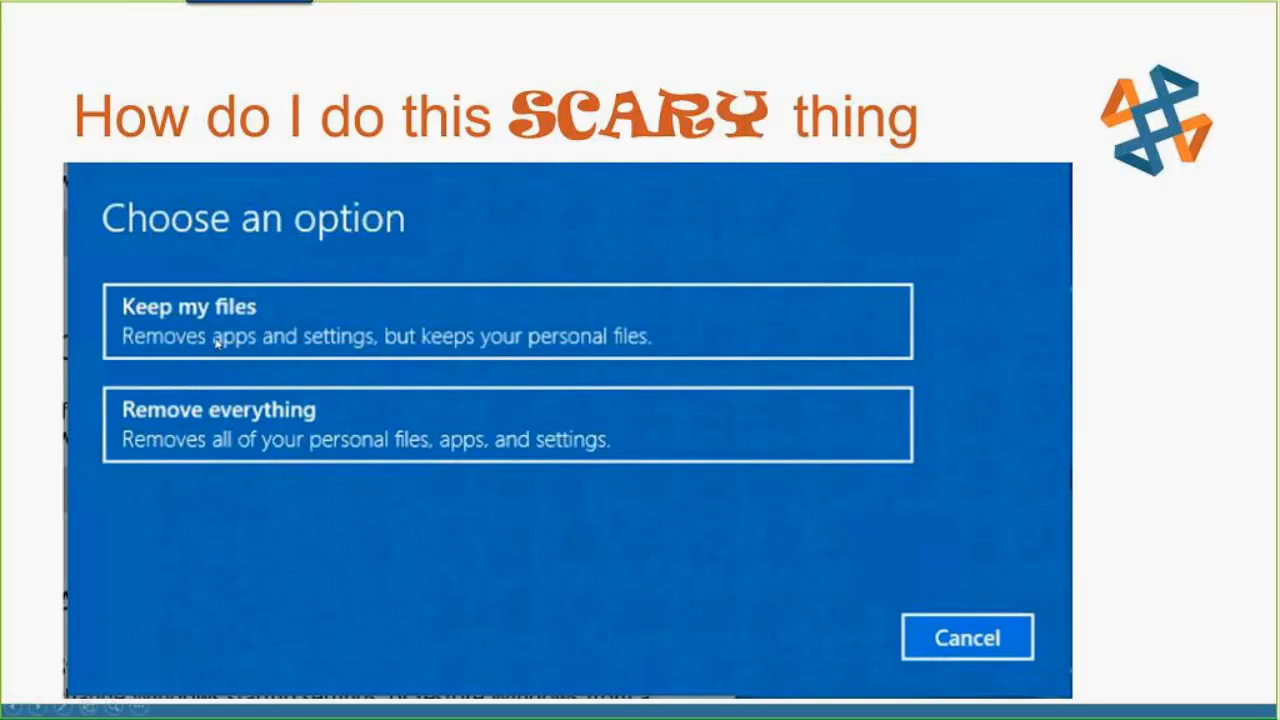 How do I do this SCARY thing
Choose an option
Keep my files
Removes apps and settings, but keeps your personal files.
Remove everything
Removes all of your personal files, apps, and settings.
Cancel